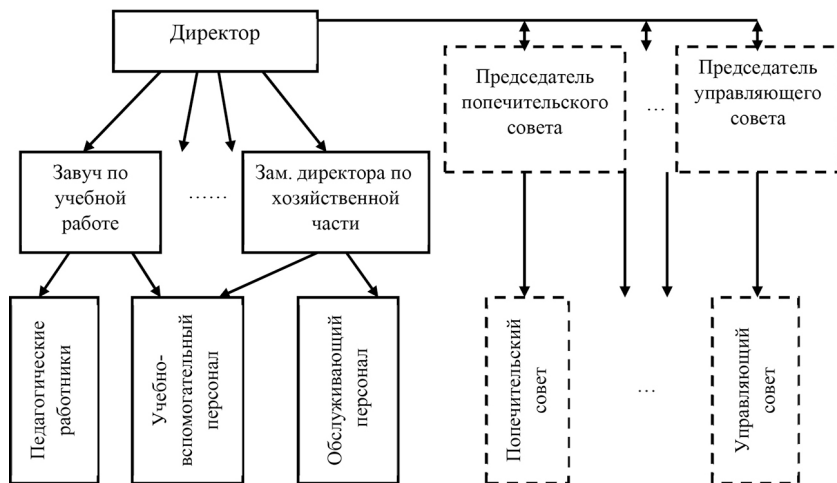 Директор
Председатель
попечительского
совета
…
Председатель
управляющего
совета
Завуч по
учебной
работе
……
Зам. директора по
хозяйственной
части
Педагогические
работники
Учебно-
вспомогательный
персонал
Обслуживающий
персонал
Попечительский
совет
…
Управляющий
совет